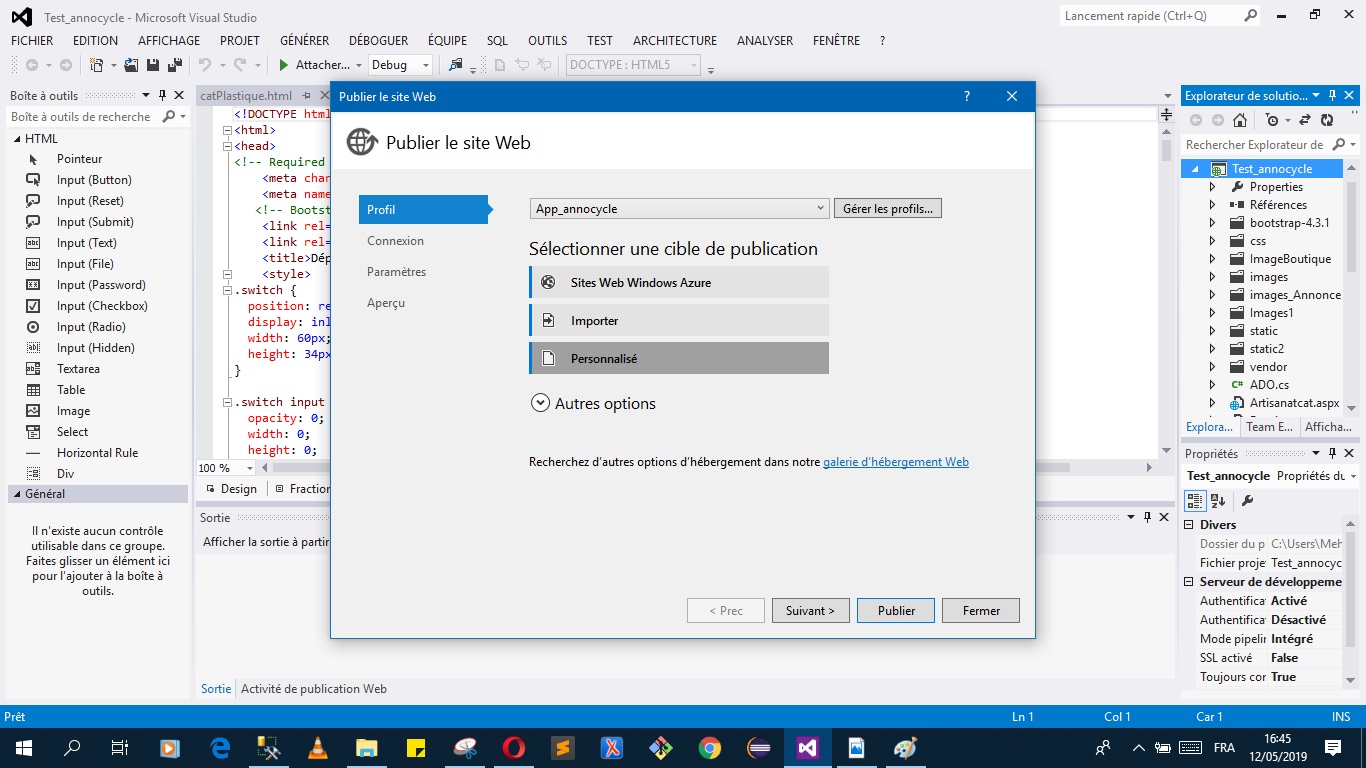 Test_annocycle - Microsoft Visual Studio
Lancement rapide (Ctrl+Q)
FICHIER EDITION AFFICHAGE PROJET GÉNÉRER DÉBOGUER ÉQUIPE SQL OUTILS TEST ARCHITECTURE ANALYSER FENÊTRE ?
Attacher... Debug DOCTYPE : HTML5
Boîte à outils
Boîte à outils de recherche
HTML
Pointeur
Input (Button)
Input (Reset)
Input (Submit)
Input (Text)
Input (File)
Input (Password)
Input (Checkbox)
Input (Radio)
Input (Hidden)
Textarea
Table
Image
Select
Horizontal Rule
Div
Général
Il n'existe aucun contrôle
utilisable dans ce groupe.
Faites glisser un élément ici
pour l'ajouter à la boîte à
outils.
catPlastique.html
<!DOCTYPE html
<html>
<head>
<!-- Required
<meta char
<meta name
<!-- Boots
<link rel=
<link rel=
<title>Dép
<style>
.switch {
position: re
display: inl
width: 60px;
height: 34px
}
.switch input
opacity: 0;
width: 0;
height: 0;
100 %
Design Fraction
Sortie
Afficher la sortie à partir
Sortie Activité de publication Web
Publier le site Web ?
Publier le site Web
Profil
Connexion
Paramètres
Aperçu
App_annocycle Gérer les profils...
Sélectionner une cible de publication
Sites Web Windows Azure
Importer
Personnalisé
Autres options
Recherchez d'autres options d'hébergement dans notre galerie d'hébergement Web
< Prec Suivant > Publier Fermer
Explorateur de solutio...
Rechercher Explorateur de
Test_annocycle
Properties
Références
bootstrap-4.3.1
css
ImageBoutique
images
images_Annonce
Images1
static
static2
vendor
ADO.cs
Artisanatcat.aspx
Explora... Team E... Afficha...
Propriétés
Test_annocycle Propriétés du
Divers
Dossier du p C:\Users\Meh
Fichier proje Test_annocyc
Serveur de développeme
Authentifica Activé
Authentifica Désactivé
Mode pipelin Intégré
SSL activé False
Toujours cor True
Prêt Ln 1 Col 1 Car 1 INS
FRA
16:45
12/05/2019